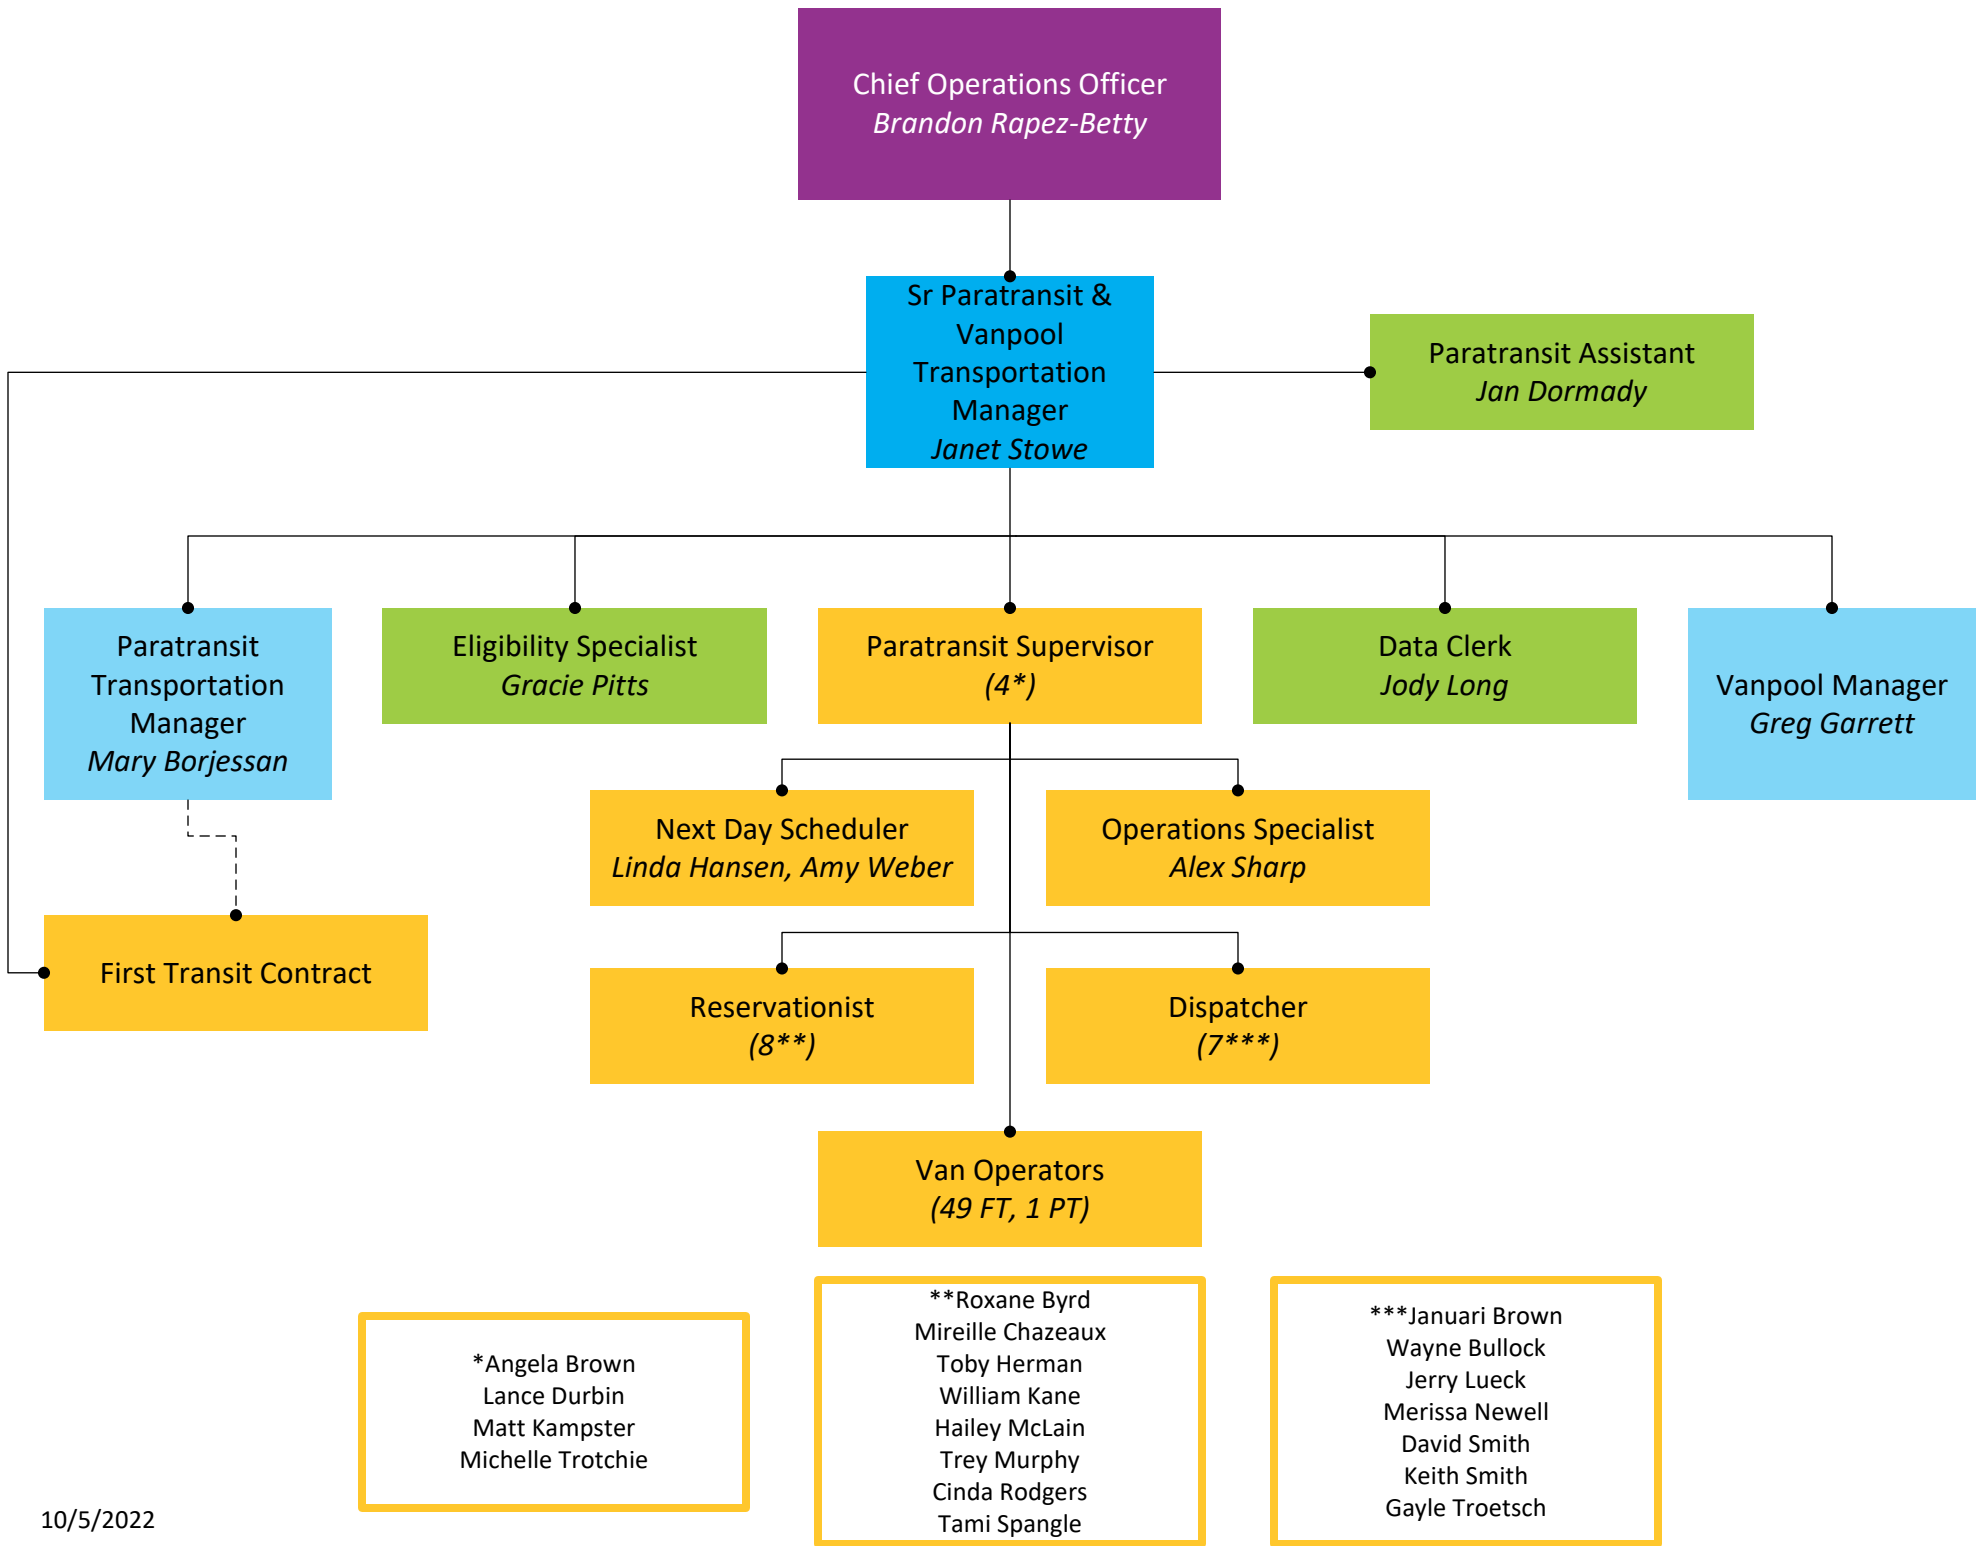 Chief Operations Officer
Brandon Rapez-Betty
Sr Paratransit &
Vanpool
Transportation
Manager
Janet Stowe
Paratransit Assistant
Jan Dormady
Paratransit
Transportation
Manager
Mary Borjessan
Eligibility Specialist
Gracie Pitts
Paratransit Supervisor
(4*)
Data Clerk
Jody Long
Vanpool Manager
Greg Garrett
Next Day Scheduler
Linda Hansen, Amy Weber
Operations Specialist
Alex Sharp
First Transit Contract
Reservationist
(8**)
Dispatcher
(7***)
Van Operators
(49 FT, 1 PT)
*Angela Brown
Lance Durbin
Matt Kampster
Michelle Trotchie
**Roxane Byrd
Mireille Chazeaux
Toby Herman
William Kane
Hailey McLain
Trey Murphy
Cinda Rodgers
Tami Spangle
***Januari Brown
Wayne Bullock
Jerry Lueck
Merissa Newell
David Smith
Keith Smith
Gayle Troetsch
10/5/2022